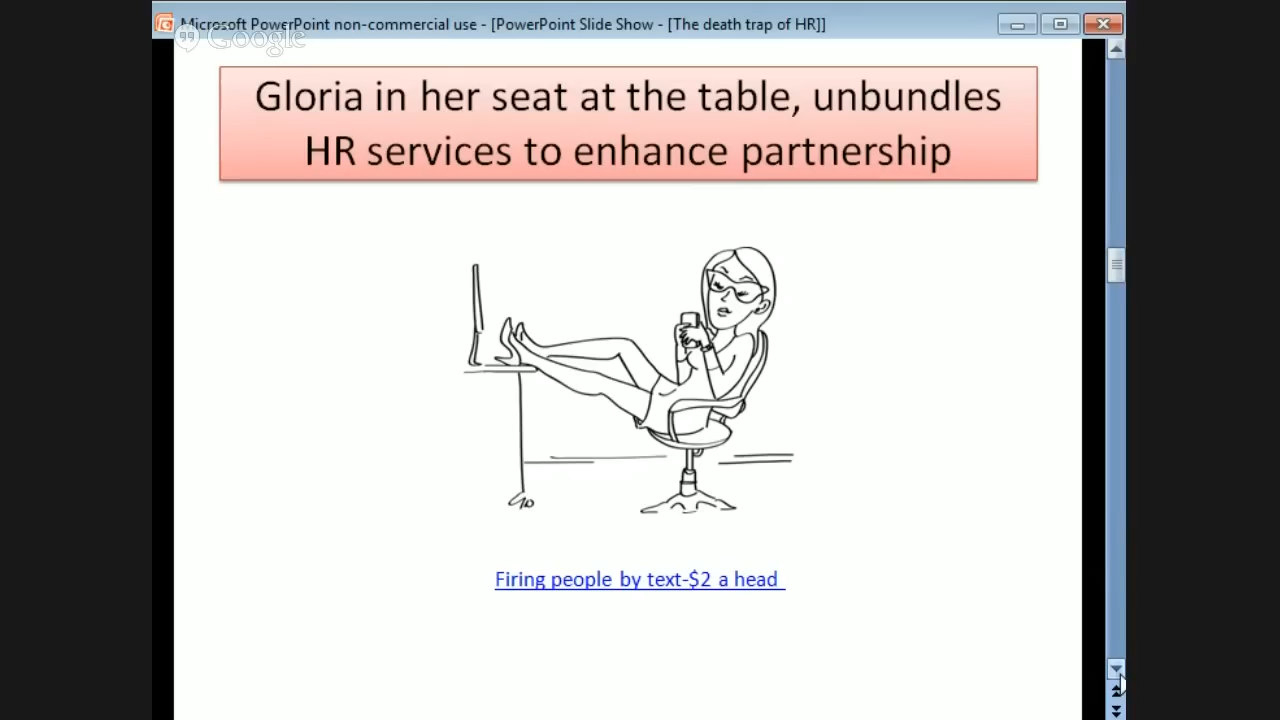 Microsoft PowerPoint non-commercial use - [PowerPoint Slide Show - [The death trap of HR]]
Google
Gloria in her seat at the table, unbundles
HR services to enhance partnership
Firing people by text-$2 a head